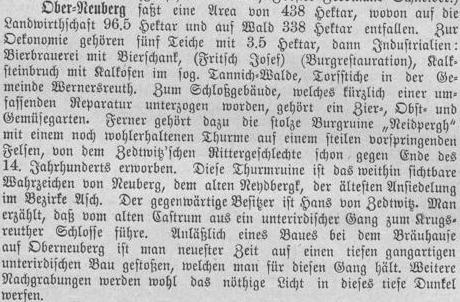 Ober-Neuberg faßt eine Area von 438 Hektar, wovon auf die
Landwirthschaft 96,5 Hektar und auf Wald 338 Hektar entfallen. Zur
Oekonomie gehören fünf Teiche mit 3,5 Hektar, dann Industrialien:
Bierbrauerei mit Bierschank, (Fritsch Josef) (Burgrestauration), Kalk-
steinbruch mit Kalkofen im sog. Tannich-Walde, Torfstiche in der Ge-
meinde Wernersreuth. Zum Schloßgebäude, welches kürzlich einer um-
fassenden Reparatur unterzogen worden, gehört ein Zier-, Obst- und
Gemüsegarten. Ferner gehört dazu die stolze Burgruine „Neidpergh"
mit einem noch wohlerhaltenen Thurme auf einem steilen vorspringenden
Felsen, von dem Zedtwitz'schen Rittergeschlechte schon gegen Ende des
14. Jahrhunderts erworben. Diese Thurmruine ist das weithin sichtbare
Wahrzeichen von Neuberg, dem alten Neydbergk, der ältesten Ansiedelung
im Bezirke Asch. Der gegenwärtige Besitzer ist Hans von Zedtwitz. Man
erzählt, daß vom alten Castrum aus ein unterirdischer Gang zum Krugs-
reuther Schlosse führe. Anläßlich eines Baues bei dem Bräuhause
auf Oberneuberg ist man neuester Zeit auf einen tiefen gangartigen
unterirdischen Bau gestoßen, welchen man für diesen Gang hält. Weitere
Nachgrabungen werden wohl das nöthige Licht in dieses tiefe Dunkel
werfen.